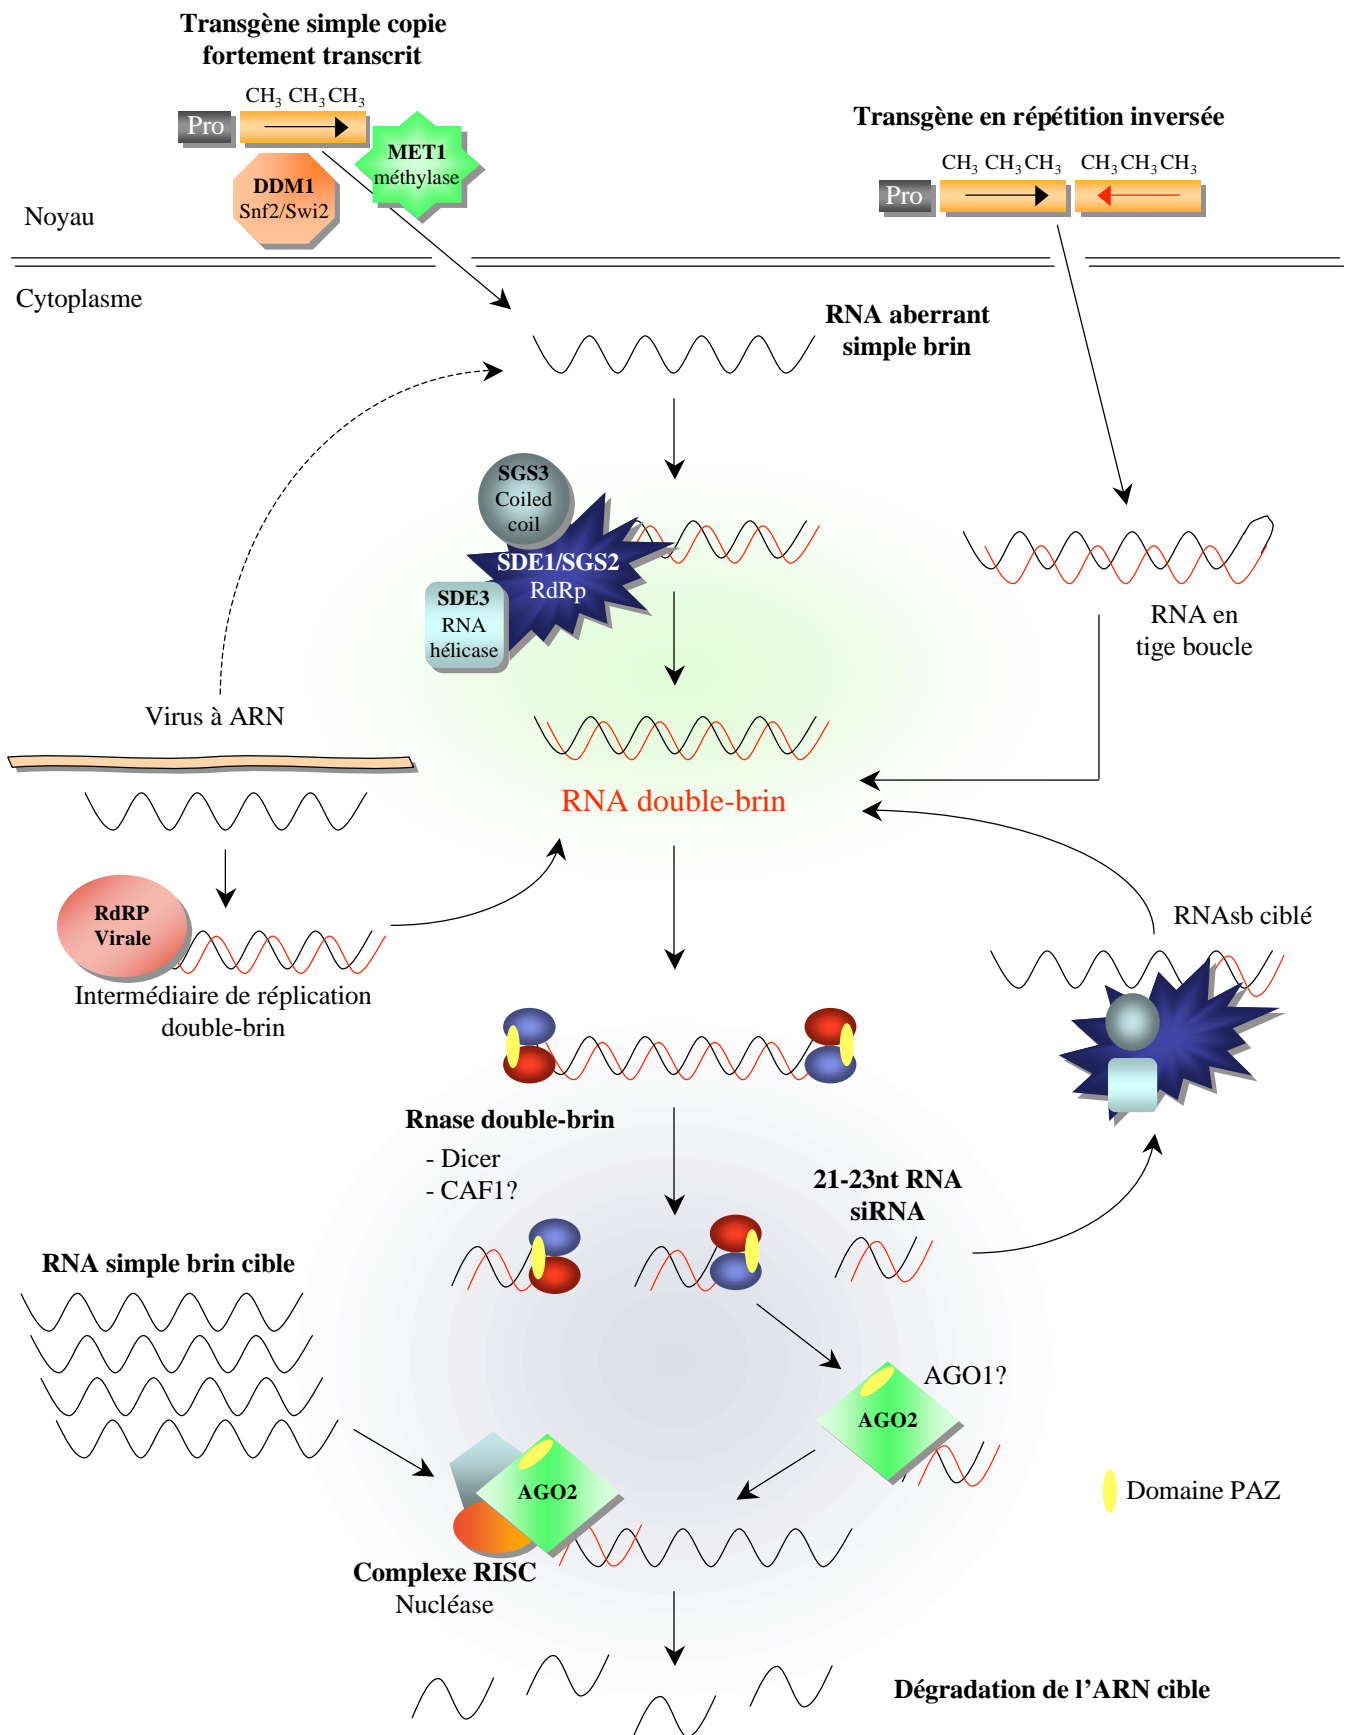 Transgène simple copie
fortement transcrit
CH3 CH3 CH3
Pro
MET1
méthylase
DDM1
Snf2/Swi2
Transgène en répétition inversée
CH3 CH3 CH3 CH3 CH3 CH3
Pro
Noyau
Cytoplasme
RNA aberrant
simple brin
SGS3
Coiled
coil
SDE1/SGS2
RdRp
SDE3
RNA
hélicase
RNA en
tige boucle
Virus à ARN
RNA double-brin
RdRP
Virale
Intermédiaire de réplication
double-brin
RNAsb ciblé
Rnase double-brin
- Dicer
- CAF1?
21-23nt RNA
siRNA
RNA simple brin cible
AGO1?
AGO2
AGO2
Domaine PAZ
Complexe RISC
Nucléase
Dégradation de l’ARN cible